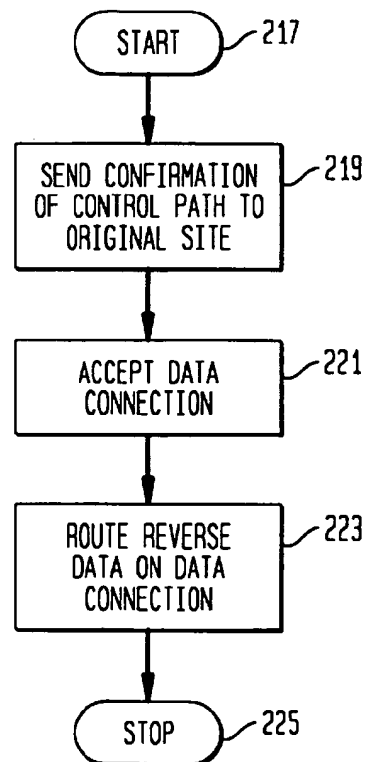 START
217
SEND CONFIRMATION
OF CONTROL PATH TO
ORIGINAL SITE
219
ACCEPT DATA
CONNECTION
221
ROUTE REVERSE
DATA ON DATA
CONNECTION
223
STOP
225